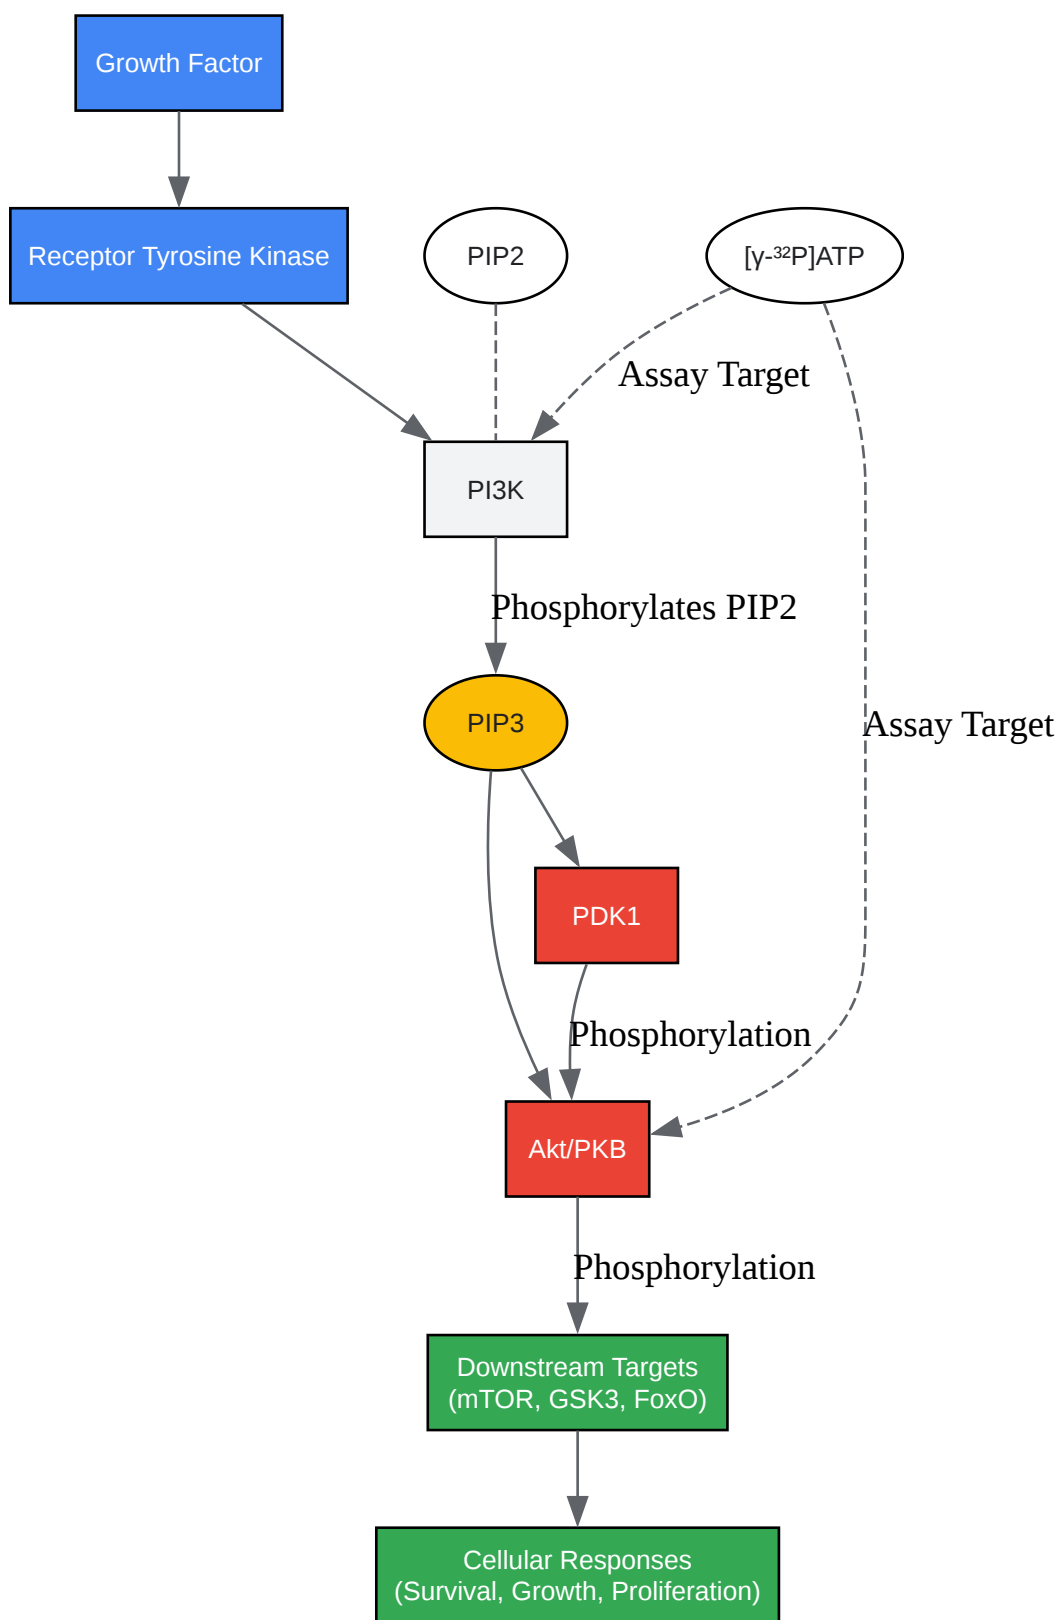 Growth Factor
Receptor Tyrosine Kinase
PIP2
[γ-³²P]ATP
Assay Target
PI3K
Phosphorylates PIP2
PIP3
Assay Target
PDK1
Phosphorylation
Akt/PKB
Phosphorylation
Downstream Targets
(mTOR, GSK3, FoxO)
Cellular Responses
(Survival, Growth, Proliferation)